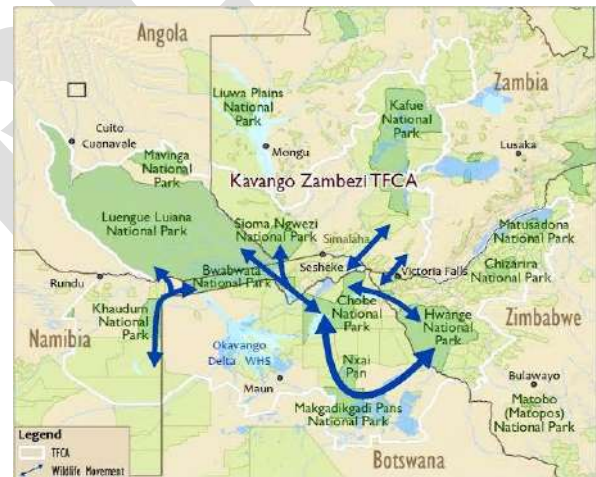 Angola
Zambia
Liuwa Plains
National
Park
Kafue
National
Park
Cuito
Cuanavale
Mavinga
National
Park
Mongu
Lusaka
Kavango Zambezi TFCA
Luengue Luiana
National Park
Sioma Ngwezi
National Park
Simalaha
Matusadona
National
Park
Sesheke
Victoria Falls
Chizarira
National
Park
Rundu
Bwabwata
National Park
Khaudum
National
Park
Chobe
National
Park
Hwange
National
Park
Zimbabwe
Namibia
Okavango
Delta WHS
Nxai
Pan
Maun
Bulawayo
Makgadikgadi Pans
National Park
Matobo
(Matopos)
National Park
Botswana
Legend
TFCA
Wildlife Movement